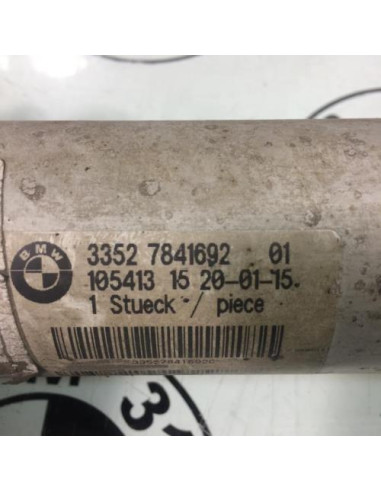 BMW
3352 7841692 01
105413 15 20-01-15.
1 Stueck / piece